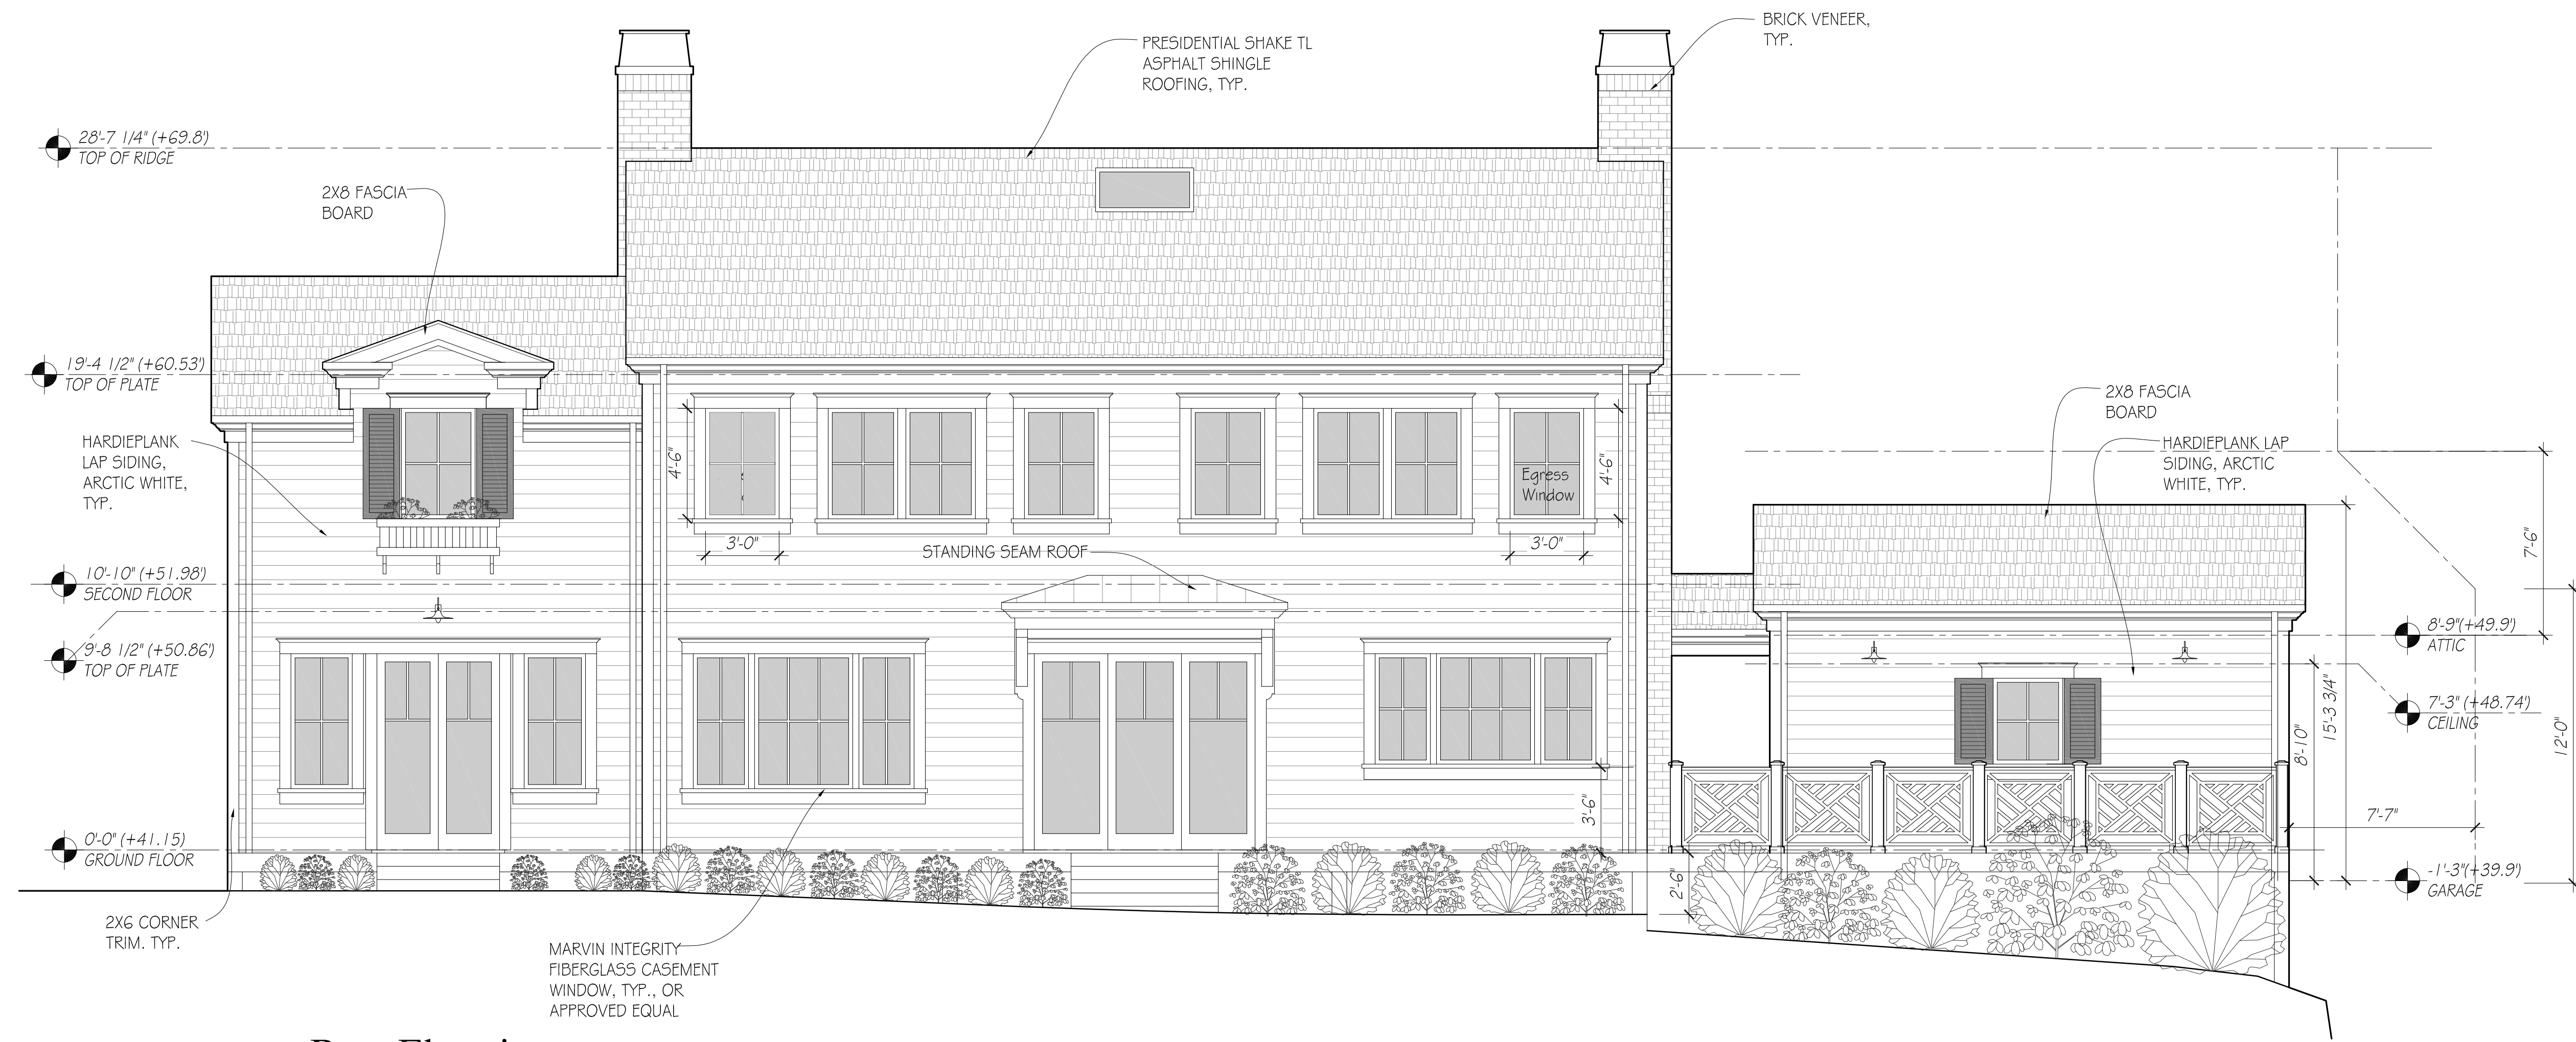 BRICK VENEER,
TYP.
PRESIDENTIAL SHAKE TL
ASPHALT SHINGLE
ROOFING, TYP.
28'-7 1/4" (+69.8')
TOP OF RIDGE
2X8 FASCIA
BOARD
19'-4 1/2" (+60.53')
TOP OF PLATE
2X8 FASCIA
BOARD
HARDIEPLANK
LAP SIDING,
ARCTIC WHITE,
TYP.
HARDIEPLANK LAP
SIDING, ARCTIC
WHITE, TYP.
4'-6"
Egress
Window
4'-6"
3'-0"
3'-0"
7'-6"
STANDING SEAM ROOF
10'-10" (+51.98')
SECOND FLOOR
9'-8 1/2" (+50.86')
TOP OF PLATE
8'-9"(+49.9')
ATTIC
7'-3" (+48.74')
CEILING
8'-10"
15'-3 3/4"
12'-0"
3'-6"
7'-7"
0'-0" (+41.15)
GROUND FLOOR
2'-6"
-1'-3"(+39.9')
GARAGE
2X6 CORNER
TRIM. TYP.
MARVIN INTEGRITY
FIBERGLASS CASEMENT
WINDOW, TYP., OR
APPROVED EQUAL